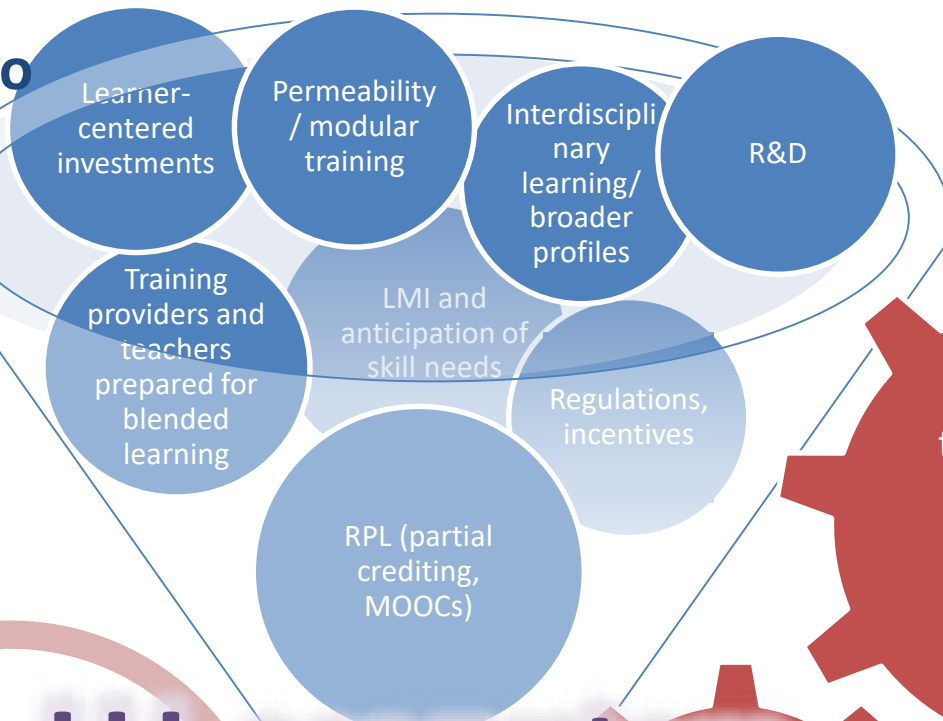 o
Learner-
centered
investments
Permeability
/ modular
training
Interdiscipli
nary
learning/
broader
profiles
R&D
Training
providers and
teachers
prepared for
blended
learning
LMI and
anticipation of
skill needs
Regulations,
incentives
RPL (partial
crediting,
MOOCs)
t